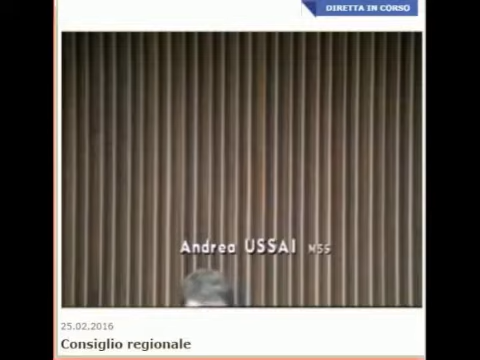 DIRETTA IN CORSO
Andrea USSAI M5S
25.02.2016
Consiglio regionale